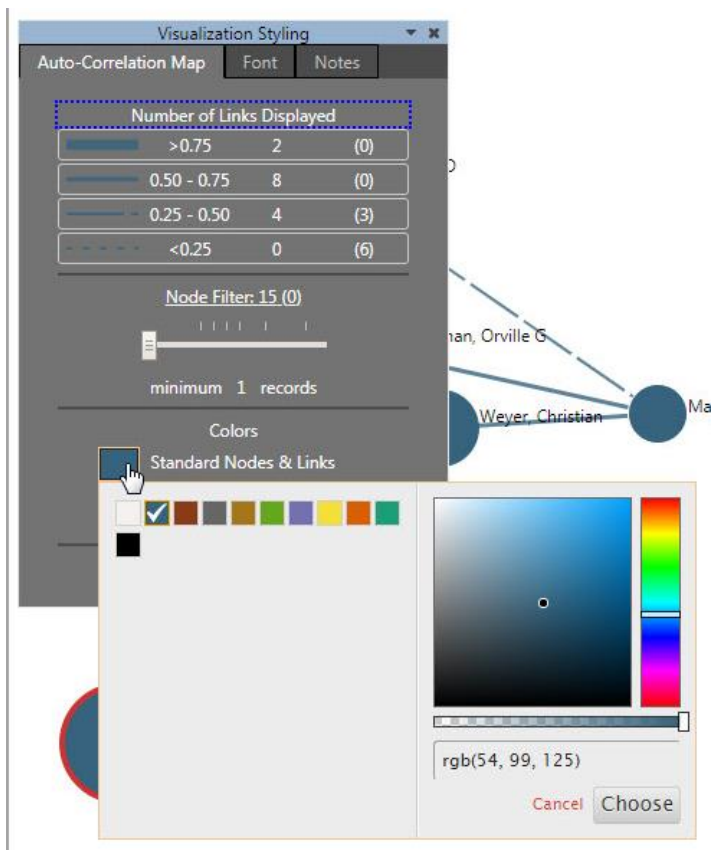 Visualization Styling
Auto-Correlation Map Font Notes
Number of Links Displayed
>0.75 2 (0)
0.50 - 0.75 8 (0)
0.25 - 0.50 4 (3)
<0.25 0 (6)
Node Filter: 15 (0)
minimum 1 records
Colors
Standard Nodes & Links
man, Orville G
Weyer, Christian
Ma
rgb(54, 99, 125)
Cancel Choose